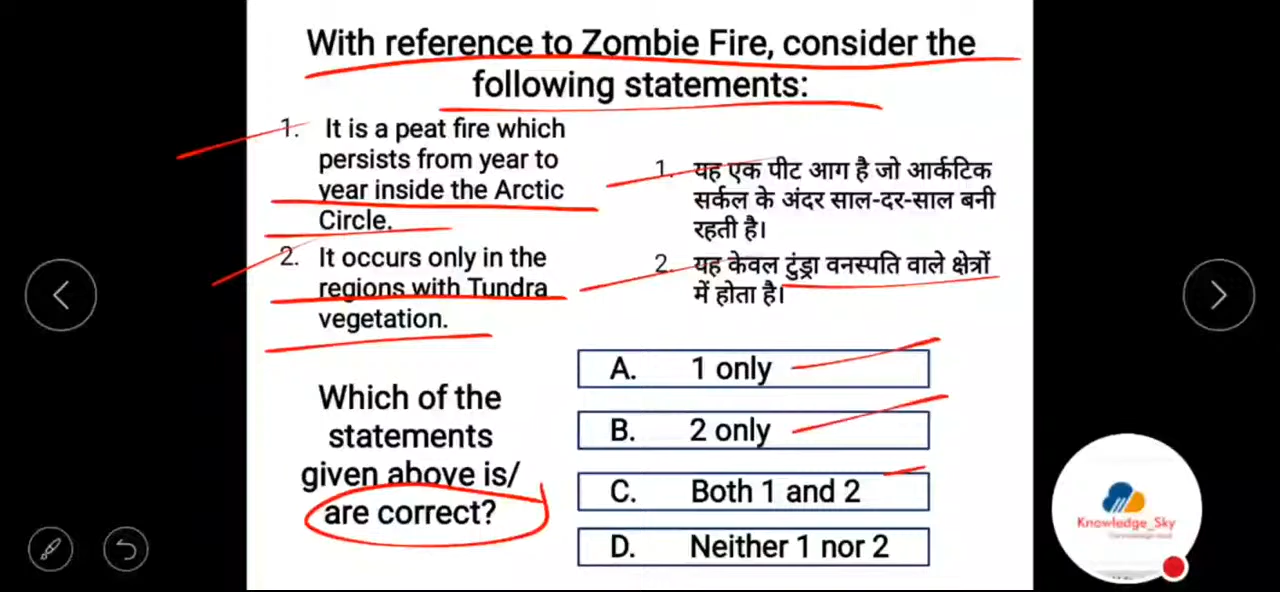 With reference to Zombie Fire, consider the
following statements:
1. It is a peat fire which
persists from year to
year inside the Arctic
Circle.
2. It occurs only in the
regions with Tundra
vegetation.
1. यह एक पीट आग है जो आर्कटिक
सर्कल के अंदर साल-दर-साल बनी
रहती है।
2. यह केवल टुंड्रा वनस्पति वाले क्षेत्रों
में होता है।
Which of the
statements
given above is/
are correct?
A. 1 only
B. 2 only
C. Both 1 and 2
D. Neither 1 nor 2
Knowledge_Sky